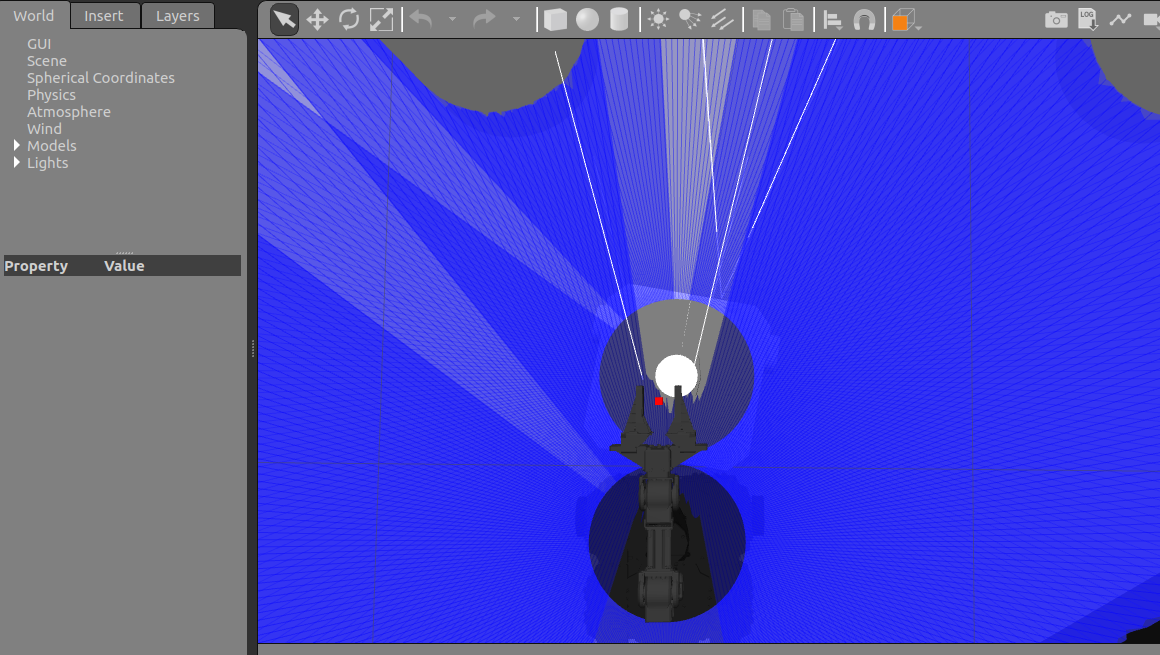 World Insert Layers
GUI
Scene
Spherical Coordinates
Physics
Atmosphere
Wind
Models
Lights
Property Value
LOG